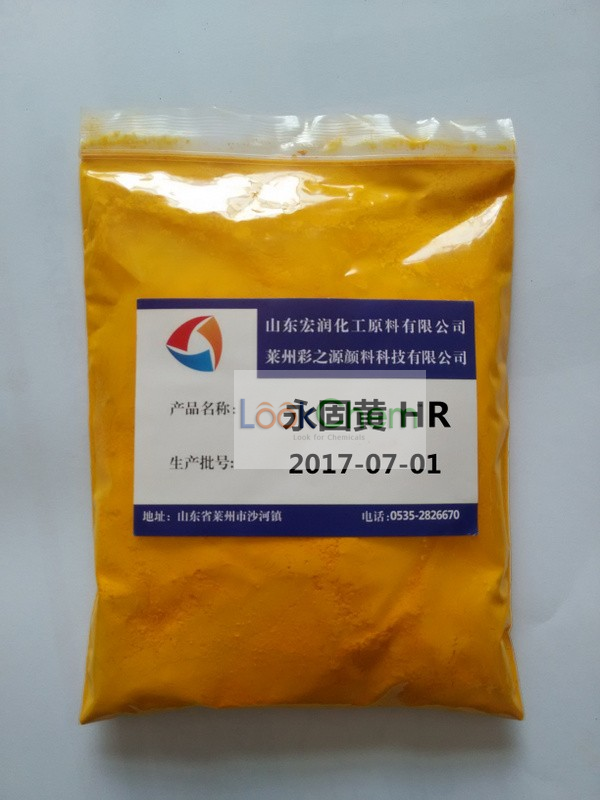 山东宏润化工原料有限公司
莱州彩之源颜料科技有限公司
产品名称: 永固黄 HR
LookChem
Look for Chemicals
生产批号: 2017-07-01
地址: 山东省莱州市沙河镇 电话: 0535-2826670